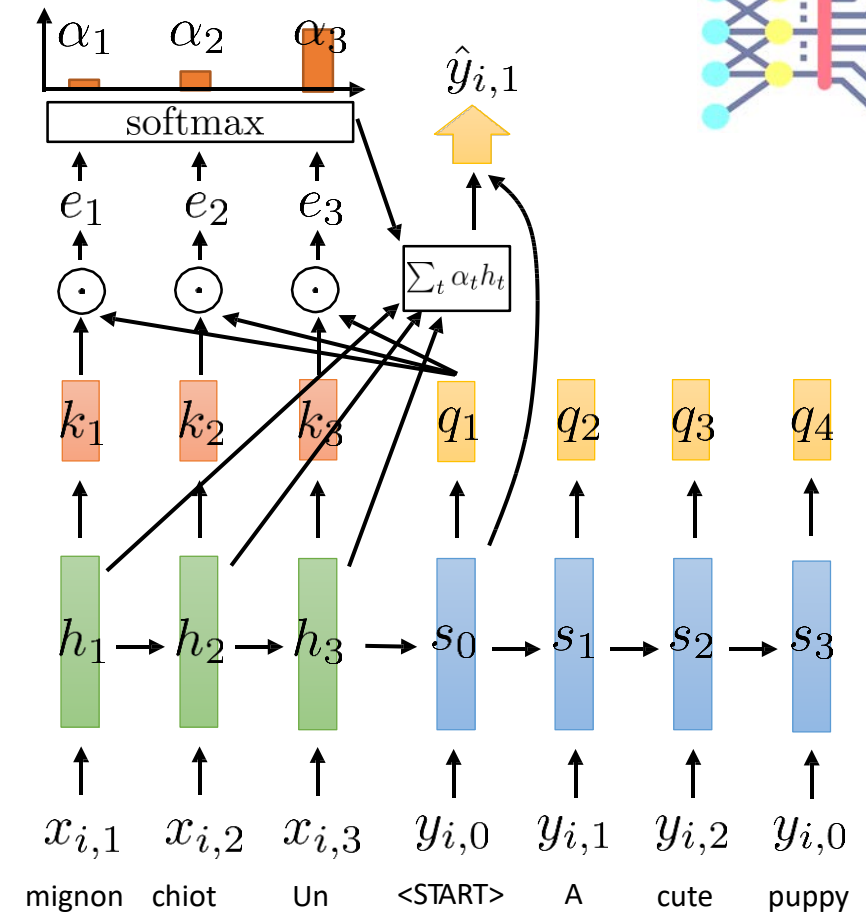 α₁ α₂ α₃
ŷᵢ,₁
softmax
e₁ e₂ e₃
∑ₜ αₜhₜ
k₁ k₂ k₃ q₁ q₂ q₃ q₄
h₁ h₂ h₃ s₀ s₁ s₂ s₃
xᵢ,₁ xᵢ,₂ xᵢ,₃ yᵢ,₀ yᵢ,₁ yᵢ,₂ yᵢ,₀
mignon chiot Un <START> A cute puppy